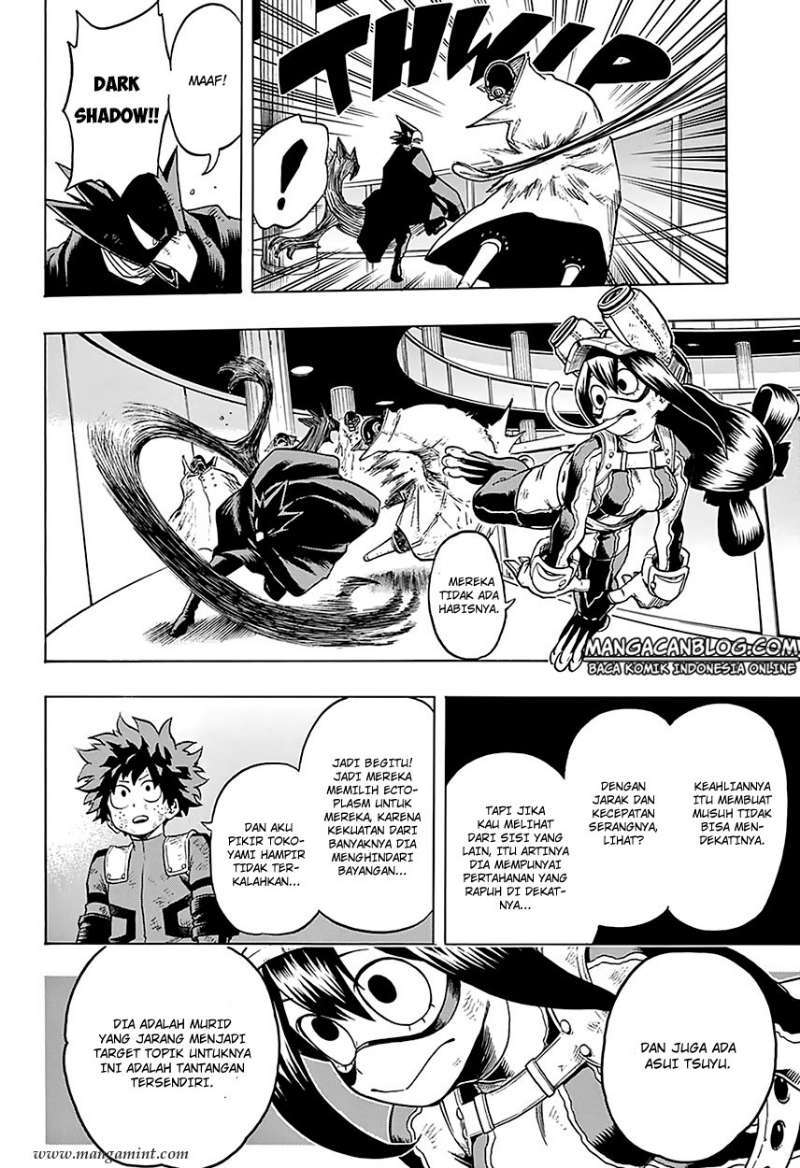 THWIP
MAAF!
DARK
SHADOW!!
!
MEREKA
TIDAK ADA
HABISNYA.
MANGACANBLOG.COM
BACA KOMIK INDONESIA ONLINE
KEAHLIANNYA
ITU MEMBUAT
MUSUH TIDAK
BISA MEN-
DEKATINYA.
DENGAN
JARAK DAN
KECEPATAN
SERANGNYA,
LIHAT?
TAPI JIKA
KAU MELIHAT
DARI SISI YANG
LAIN, ITU ARTINYA
DIA MEMPUNYAI
PERTAHANAN YANG
RAPUH DI DEKAT-
NYA...
JADI BEGITU!
JADI MEREKA
MEMILIH ECTO-
PLASM UNTUK
MEREKA, KARENA
KEKUATAN DARI
BANYAKNYA DIA
MENGHINDARI
BAYANGAN...
DAN AKU
PIKIR TOKO-
YAMI HAMPIR
TIDAK TER-
KALAHKAN...
DAN JUGA ADA
ASUI TSUYU.
DIA ADALAH MURID
YANG JARANG MENJADI
TARGET TOPIK UNTUKNYA
INI ADALAH TANTANGAN
TERSENDIRI.
www.mangamint.com